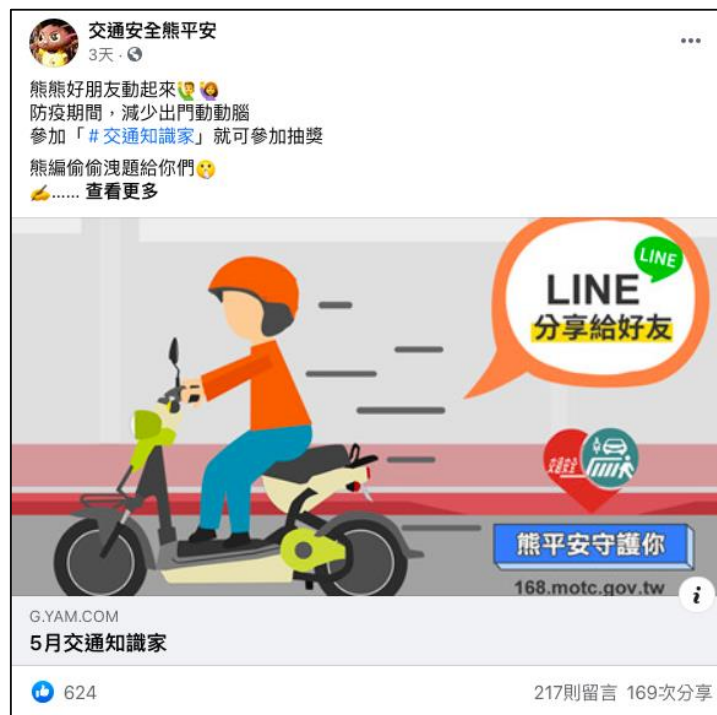 交通安全熊平安
3天
熊熊好朋友動起來
防疫期間，減少出門動動腦
參加「#交通知識家」就可參加抽獎
熊編偷偷洩題給你們
...... 查看更多
LINE
LINE
分享給好友
交通安全
熊平安守護你
168.motc.gov.tw
G.YAM.COM
5月交通知識家
624
217則留言 169次分享